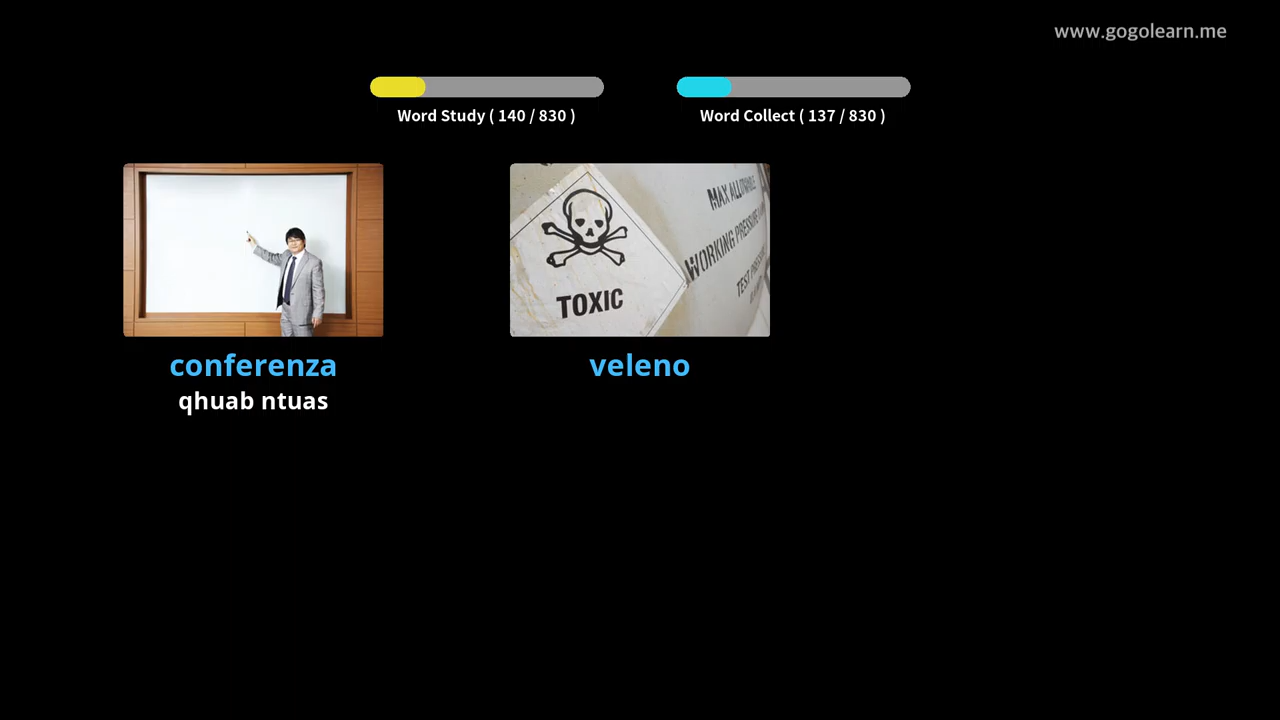 www.gogolearn.me
Word Study ( 140 / 830 )
Word Collect ( 137 / 830 )
MAX ALLOWABLE
WORKING PRESSURE
TOXIC
conferenza
veleno
qhuab ntuas